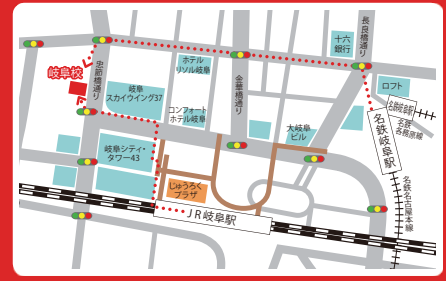 長良橋通り
十六
銀行
忠節橋通り
ホテル
リソル岐阜
金華橋通り
岐阜校
岐阜
スカイウイング37
ロフト
名鉄岐阜駅
名鉄
各務原線
コンフォート
ホテル岐阜
大岐阜
ビル
名鉄岐阜駅
岐阜シティ・
タワー43
じゅうろく
プラザ
名鉄名古屋本線
JR岐阜駅